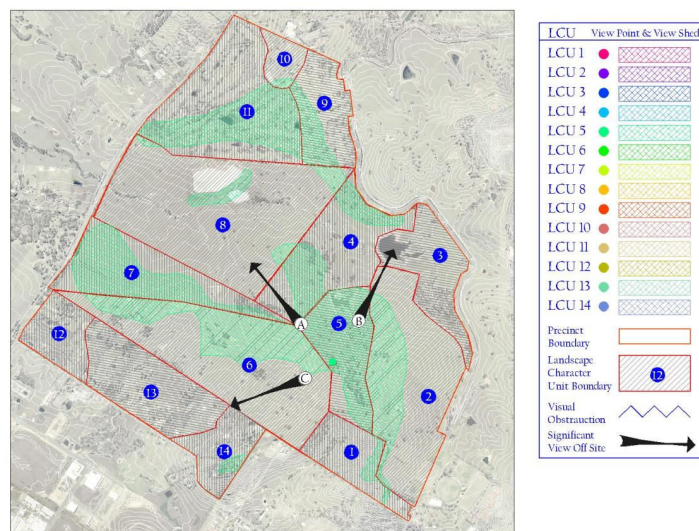 10
9
11
8
4
3
7
A
B
5
12
6
C
13
2
14
1
LCU View Point & View Shed
LCU 1
LCU 2
LCU 3
LCU 4
LCU 5
LCU 6
LCU 7
LCU 8
LCU 9
LCU 10
LCU 11
LCU 12
LCU 13
LCU 14
Precinct
Boundary
Landscape
Character
Unit Boundary
12
Visual
Obstrauction
Significant
View Off Site